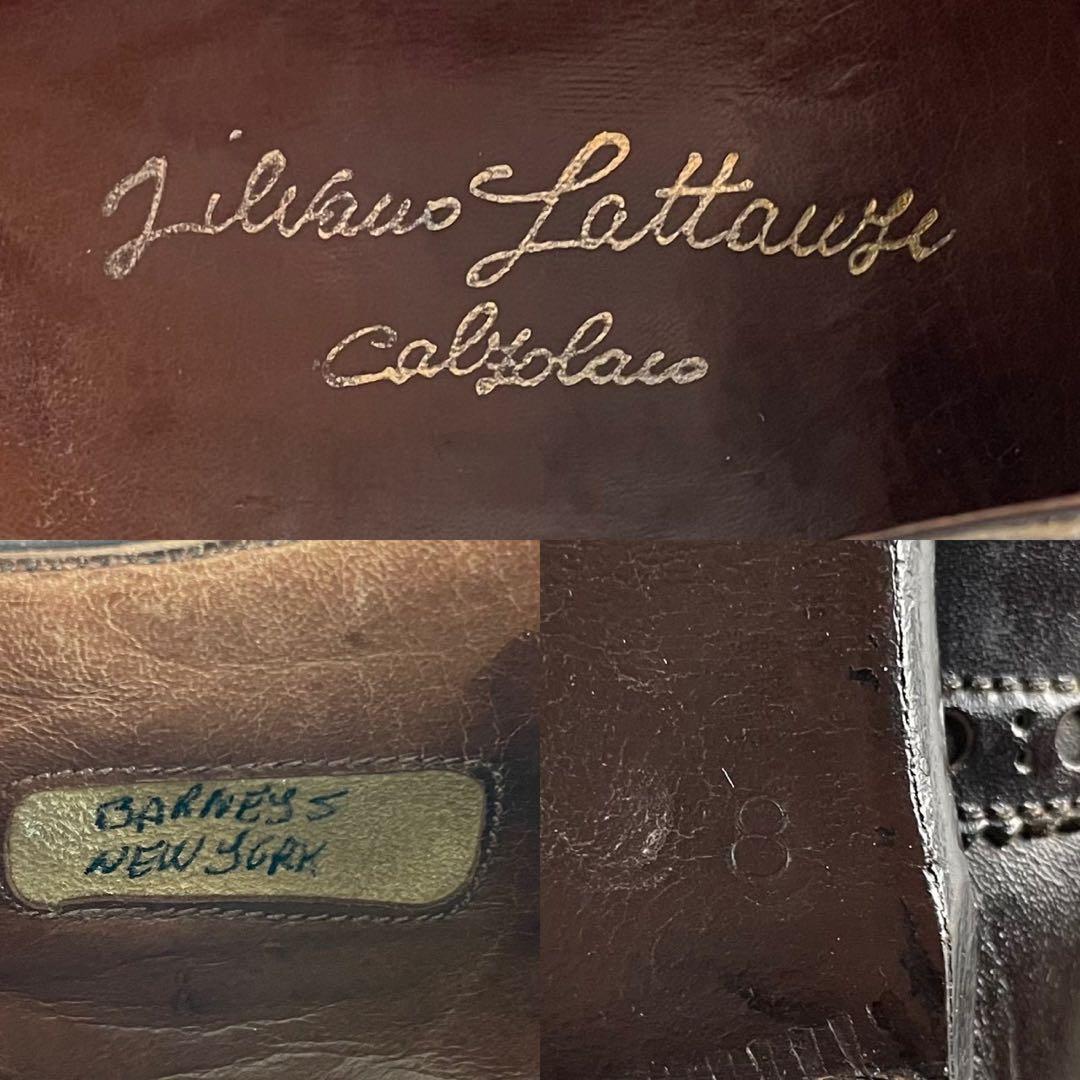 Silvano Lattanzi
Calzolaio
BARNEYS
NEW YORK
8